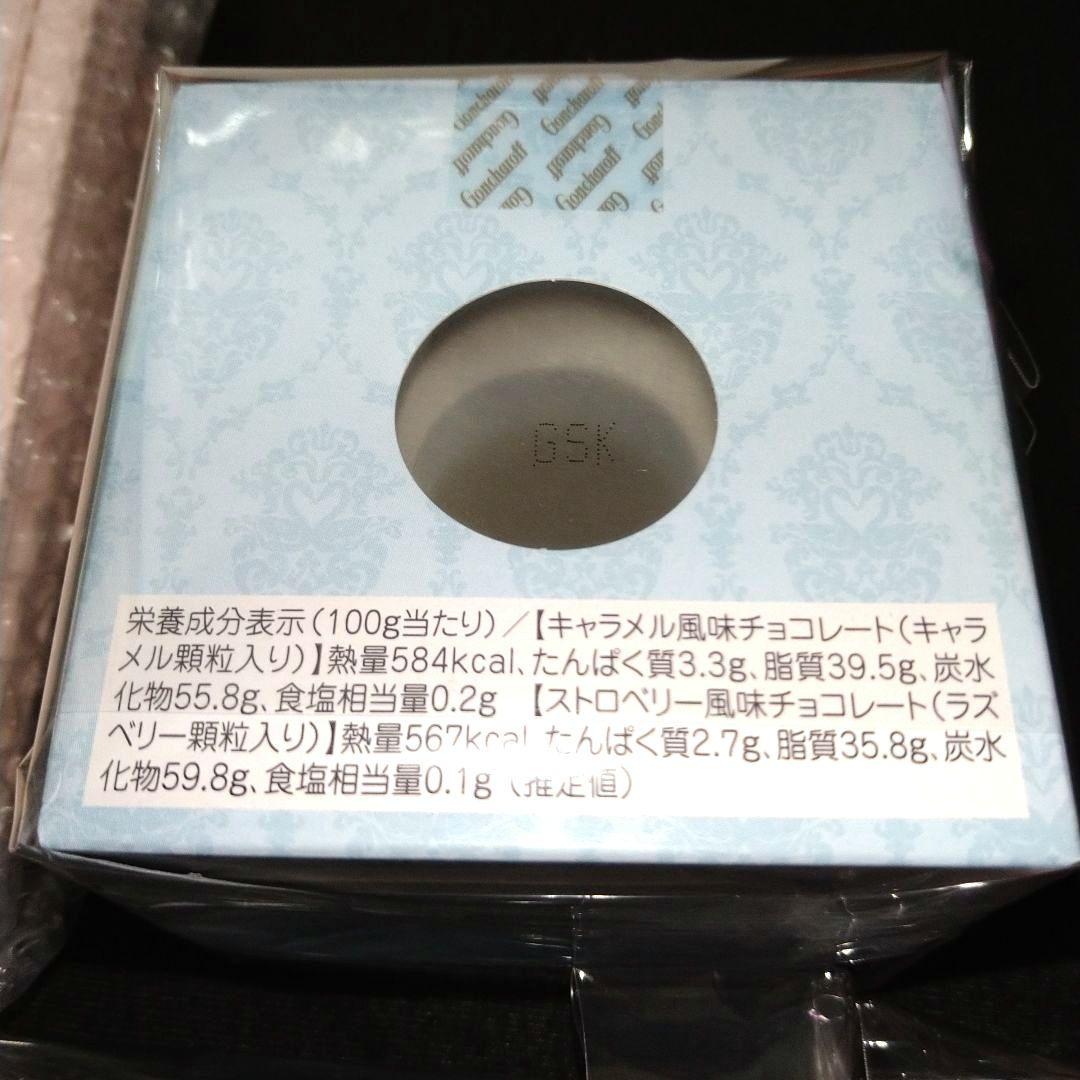 Goncharoff Goncharoff
Goncharoff Goncharoff
Goncharoff Goncharoff
GSK
栄養成分表示(100g当たり)/【キャラメル風味チョコレート(キャラ
メル顆粒入り)】熱量584kcal、たんぱく質3.3g、脂質39.5g、炭水
化物55.8g、食塩相当量0.2g 【ストロベリー風味チョコレート(ラズ
ベリー顆粒入り)】熱量567kcal、たんぱく質2.7g、脂質35.8g、炭水
化物59.8g、食塩相当量0.1g (推定値)